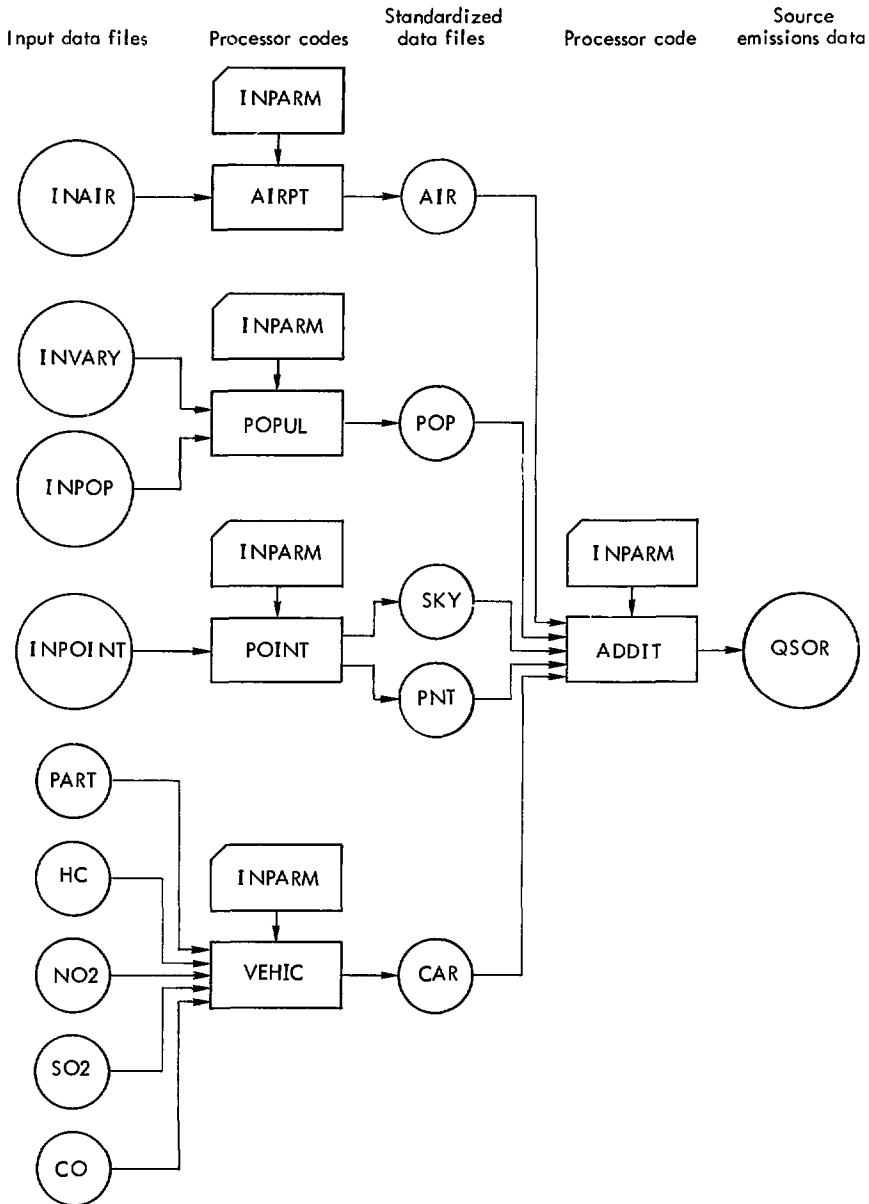 Input data files
Processor codes
Standardized
data files
Processor code
Source
emissions data
INPARM
INAIR
AIRPT
AIR
INPARM
INVARY
POPUL
POP
INPOP
INPARM
INPARM
SKY
INPOINT
POINT
ADDIT
QSOR
PNT
PART
HC
INPARM
NO2
VEHIC
CAR
SO2
CO